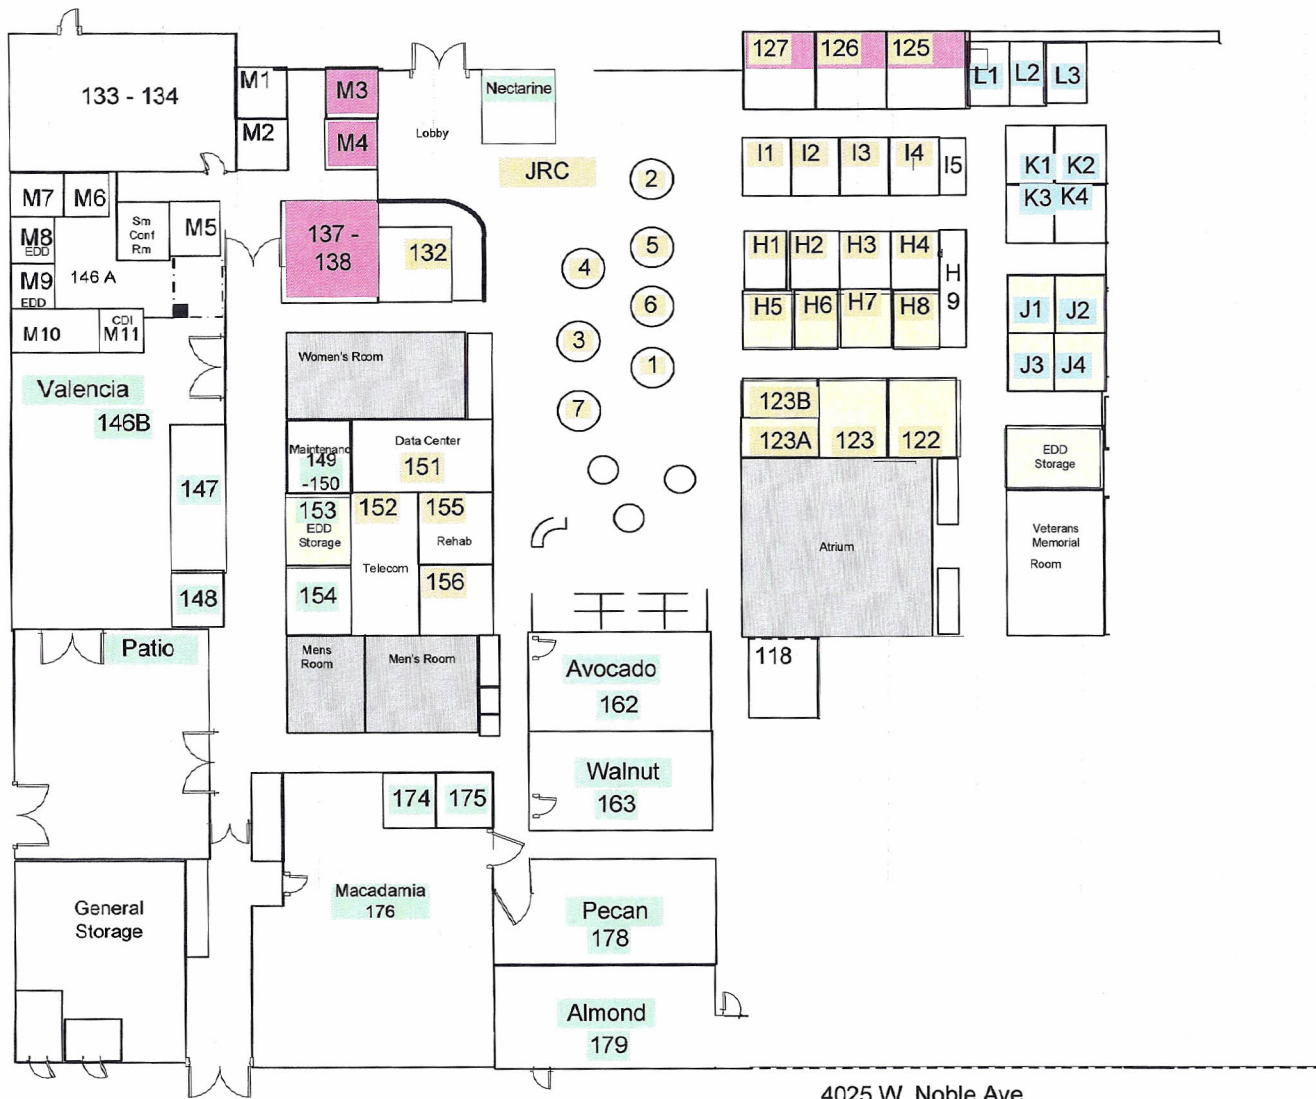 127
126
125
L1
L2
L3
133 - 134
M1
M3
Nectarine
M2
M4
Lobby
I1
I2
I3
I4
I5
K1
K2
K3
K4
JRC
2
M7
M6
Sm
Conf
Rm
M5
M8
EDD
137 -
138
132
5
4
H1
H2
H3
H4
H
9
M9
EDD
146 A
6
H5
H6
H7
H8
J1
J2
M10
CDI
M11
3
1
J3
J4
Women's Room
Valencia
146B
7
123B
123A
123
122
Maintenanc
149
-150
Data Center
151
EDD
Storage
147
153
EDD
Storage
152
155
Rehab
Telecom
156
154
148
Atrium
Veterans
Memorial
Room
Patio
Mens
Room
Men's Room
Avocado
162
118
Walnut
163
174
175
Macadamia
176
General
Storage
Pecan
178
Almond
179
4025 W. Noble Ave